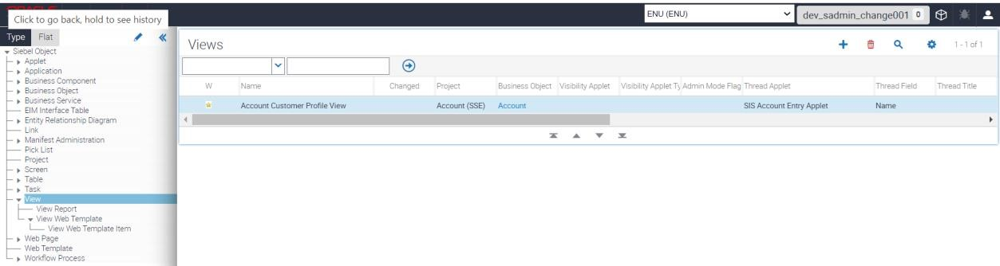 ORACLE
Click to go back, hold to see history
ENU (ENU)
dev_sadmin_change001 0
Type Flat
Siebel Object
Applet
Application
Business Component
Business Object
Business Service
EIM Interface Table
Entity Relationship Diagram
Link
Manifest Administration
Pick List
Project
Screen
Table
Task
View
View Report
View Web Template
View Web Template Item
Web Page
Web Template
Workflow Process
Views
1 - 1 of 1
W Name Changed Project Business Object Visibility Applet Visibility Applet Ty Admin Mode Flag Thread Applet Thread Field Thread Title
Account Customer Profile View Account (SSE) Account SIS Account Entry Applet Name